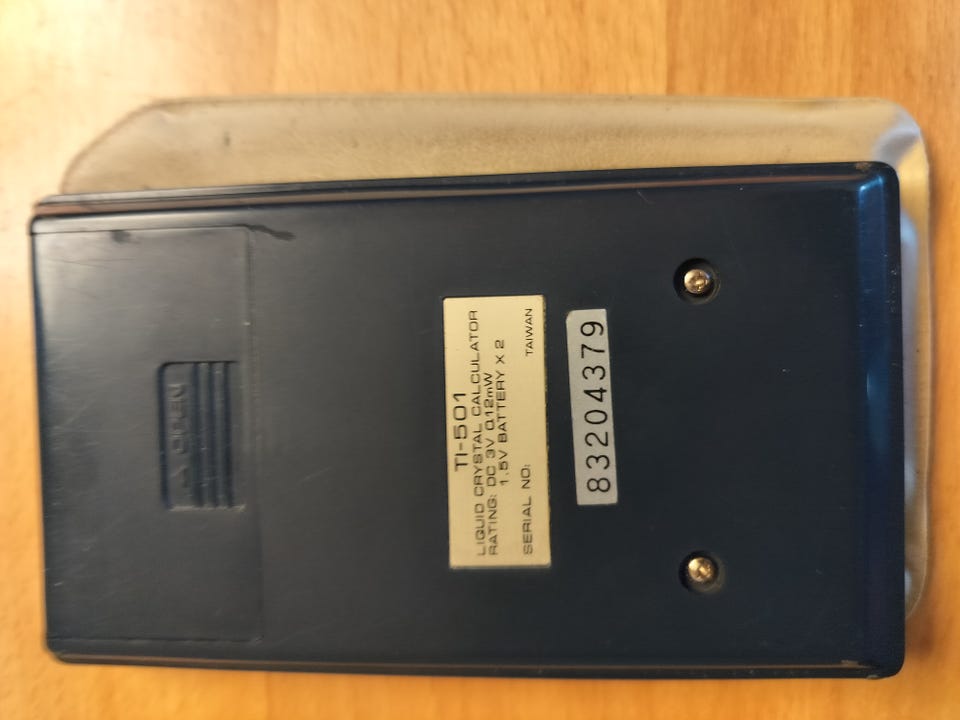 TI-501
LIQUID CRYSTAL CALCULATOR
RATING: DC 3V 0.12mW
1.5V BATTERY X 2
SERIAL NO: TAIWAN
83204379
OPEN